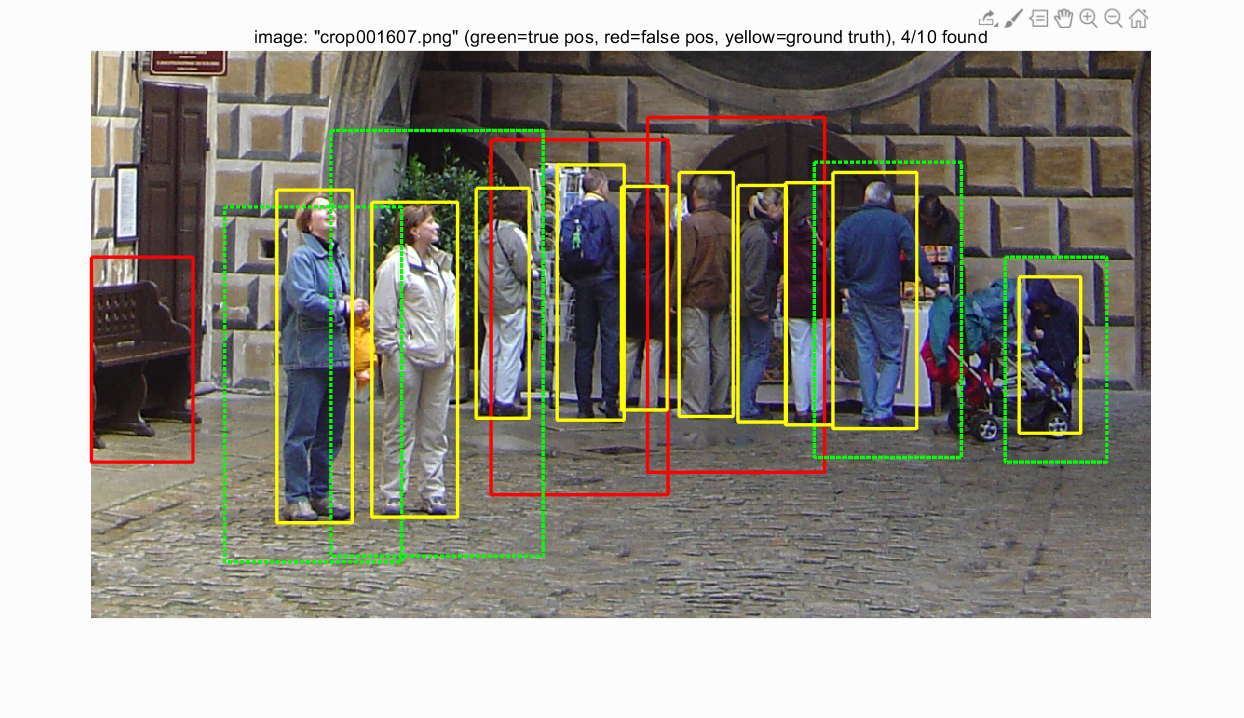 image: "crop001607.png" (green=true pos, red=false pos, yellow=ground truth), 4/10 found